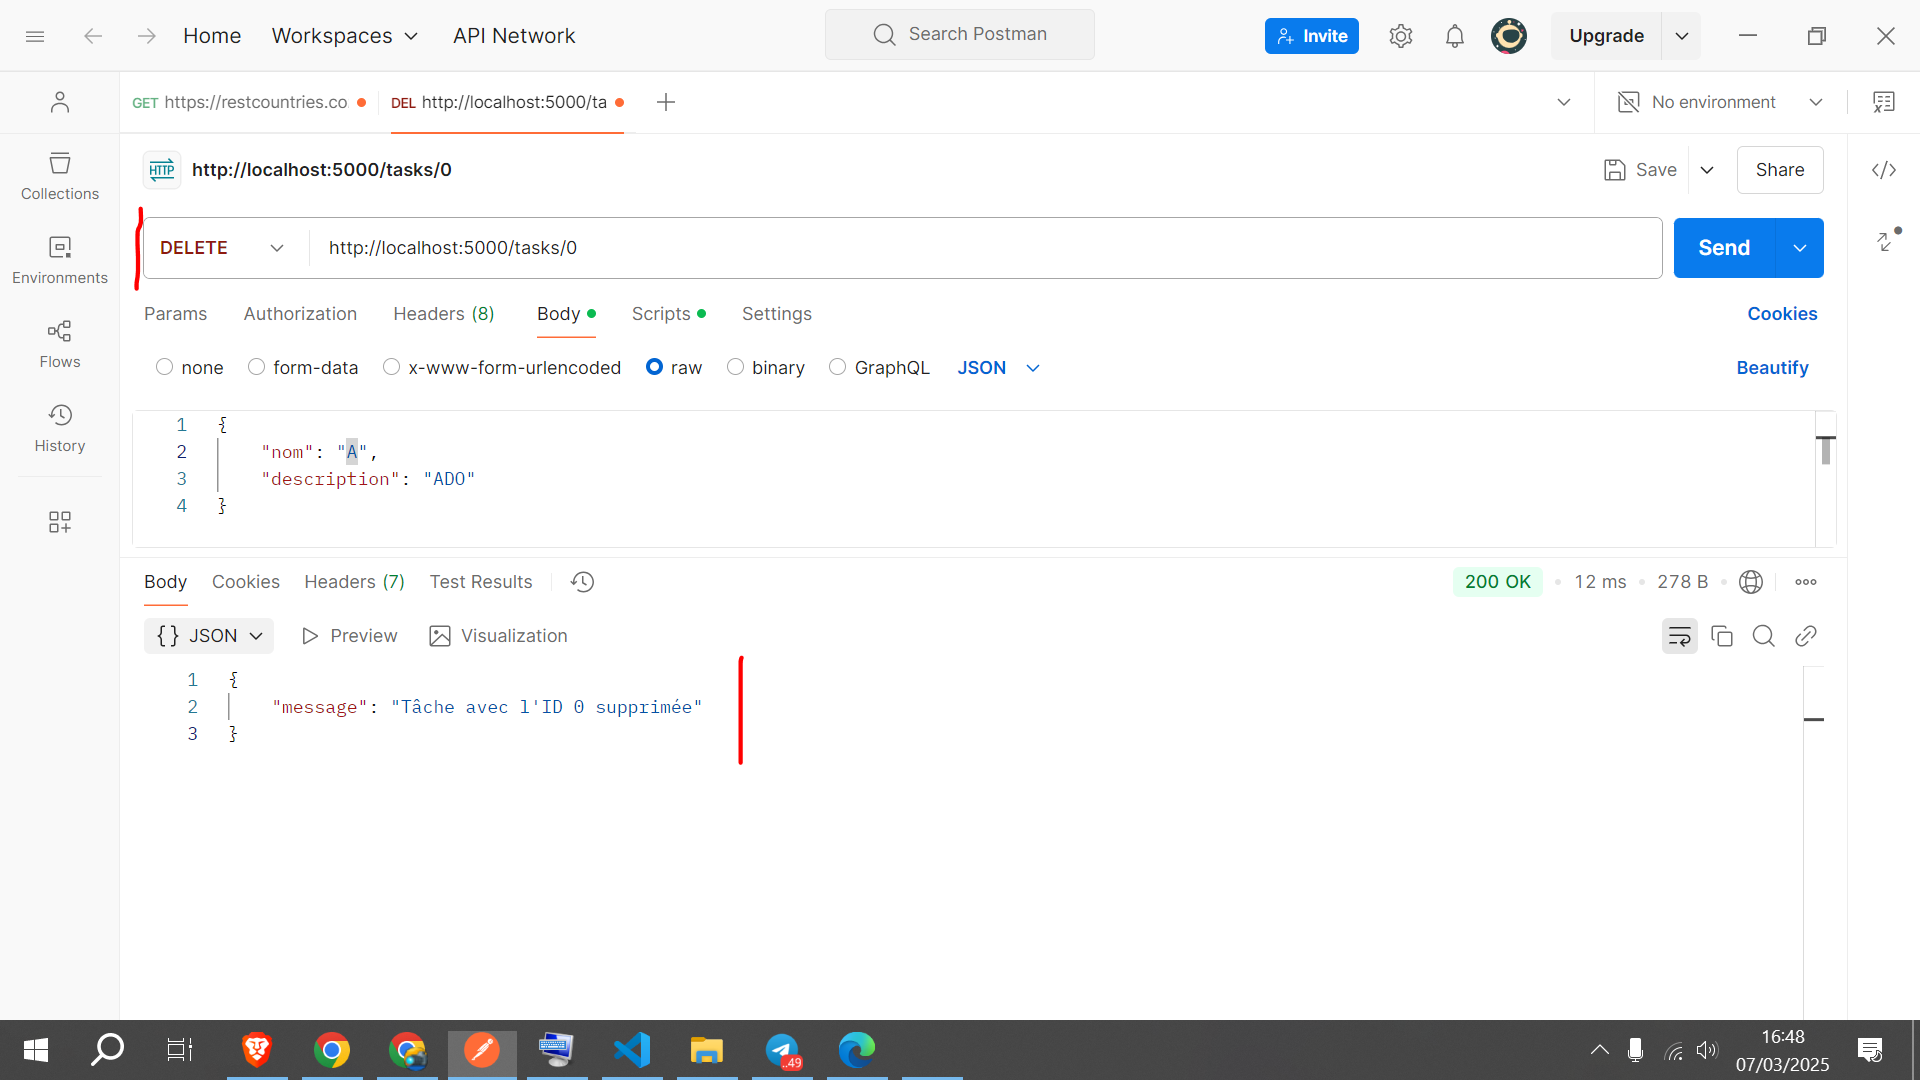 Home Workspaces API Network Search Postman Invite Upgrade
GET https://restcountries.co DEL http://localhost:5000/ta No environment
HTTP http://localhost:5000/tasks/0 Save Share
DELETE http://localhost:5000/tasks/0 Send
Collections
Environments
Flows
History
Params Authorization Headers (8) Body Scripts Settings Cookies
none form-data x-www-form-urlencoded raw binary GraphQL JSON Beautify
1 {
2 "nom": "A",
3 "description": "ADO"
4 }
Body Cookies Headers (7) Test Results 200 OK • 12 ms • 278 B •
{} JSON Preview Visualization
1 {
2 "message": "Tâche avec l'ID 0 supprimée"
3 }
..49
16:48
07/03/2025